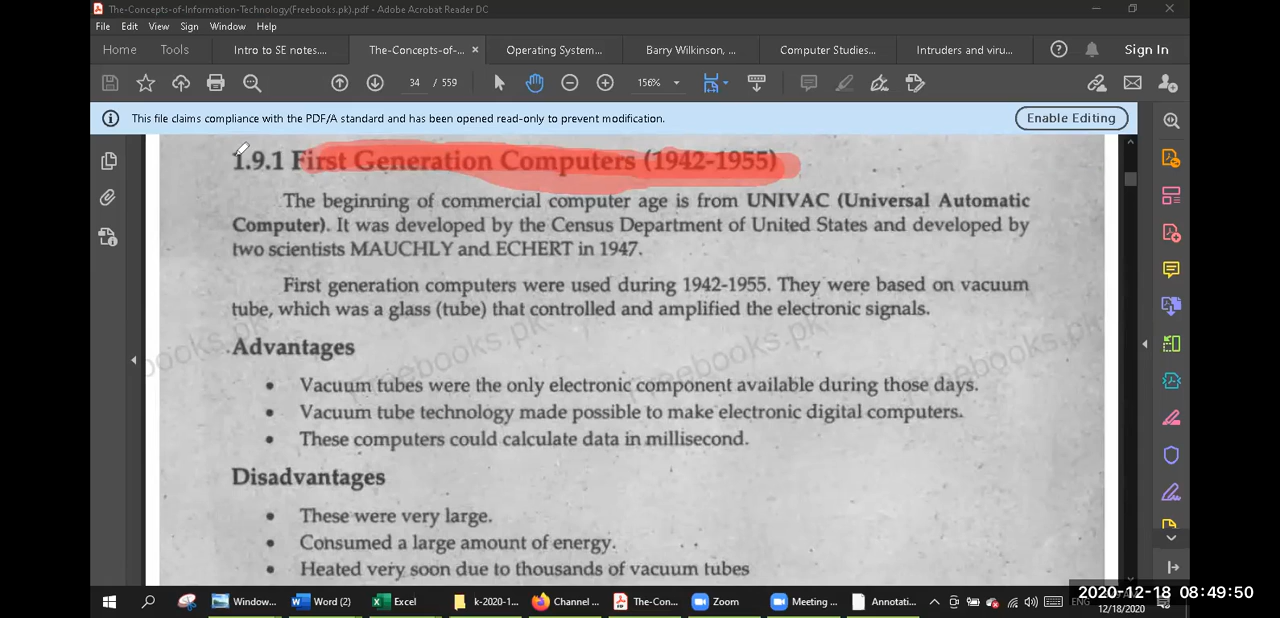 The-Concepts-of-Information-Technology(Freebooks.pk).pdf - Adobe Acrobat Reader DC
File Edit View Sign Window Help
Home Tools Intro to SE notes.... The-Concepts-of-... × Operating System... Barry Wilkinson, ... Computer Studies... Intruders and viru... Sign In
34 / 559 156%
This file claims compliance with the PDF/A standard and has been opened read-only to prevent modification. Enable Editing
1.9.1 First Generation Computers (1942-1955)
The beginning of commercial computer age is from UNIVAC (Universal Automatic
Computer). It was developed by the Census Department of United States and developed by
two scientists MAUCHLY and ECHERT in 1947.
First generation computers were used during 1942-1955. They were based on vacuum
tube, which was a glass (tube) that controlled and amplified the electronic signals.
Advantages
• Vacuum tubes were the only electronic component available during those days.
• Vacuum tube technology made possible to make electronic digital computers.
• These computers could calculate data in millisecond.
Disadvantages
• These were very large.
• Consumed a large amount of energy.
• Heated very soon due to thousands of vacuum tubes
Window... Word (2) Excel k-2020-1... Channel ... The-Con... Zoom Meeting ... Annotati... ENG
2020-12-18 08:49:50
12/18/2020